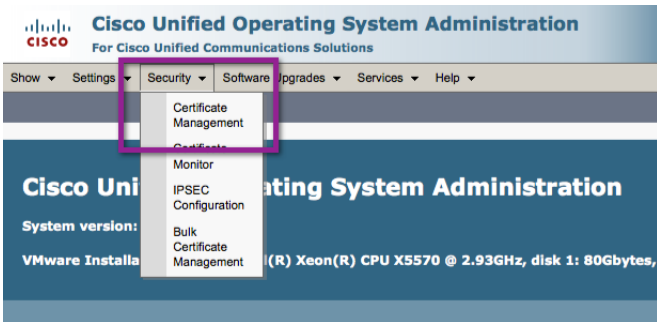 Cisco Unified Operating System Administration
CISCO For Cisco Unified Communications Solutions
Show Settings Security Software Upgrades Services Help
Certificate
Management
Certificate
Monitor
IPSEC
Configuration
Bulk
Certificate
Management
Cisco Uni ating System Administration
System version:
VMware Installa l(R) Xeon(R) CPU X5570 @ 2.93GHz, disk 1: 80Gbytes,